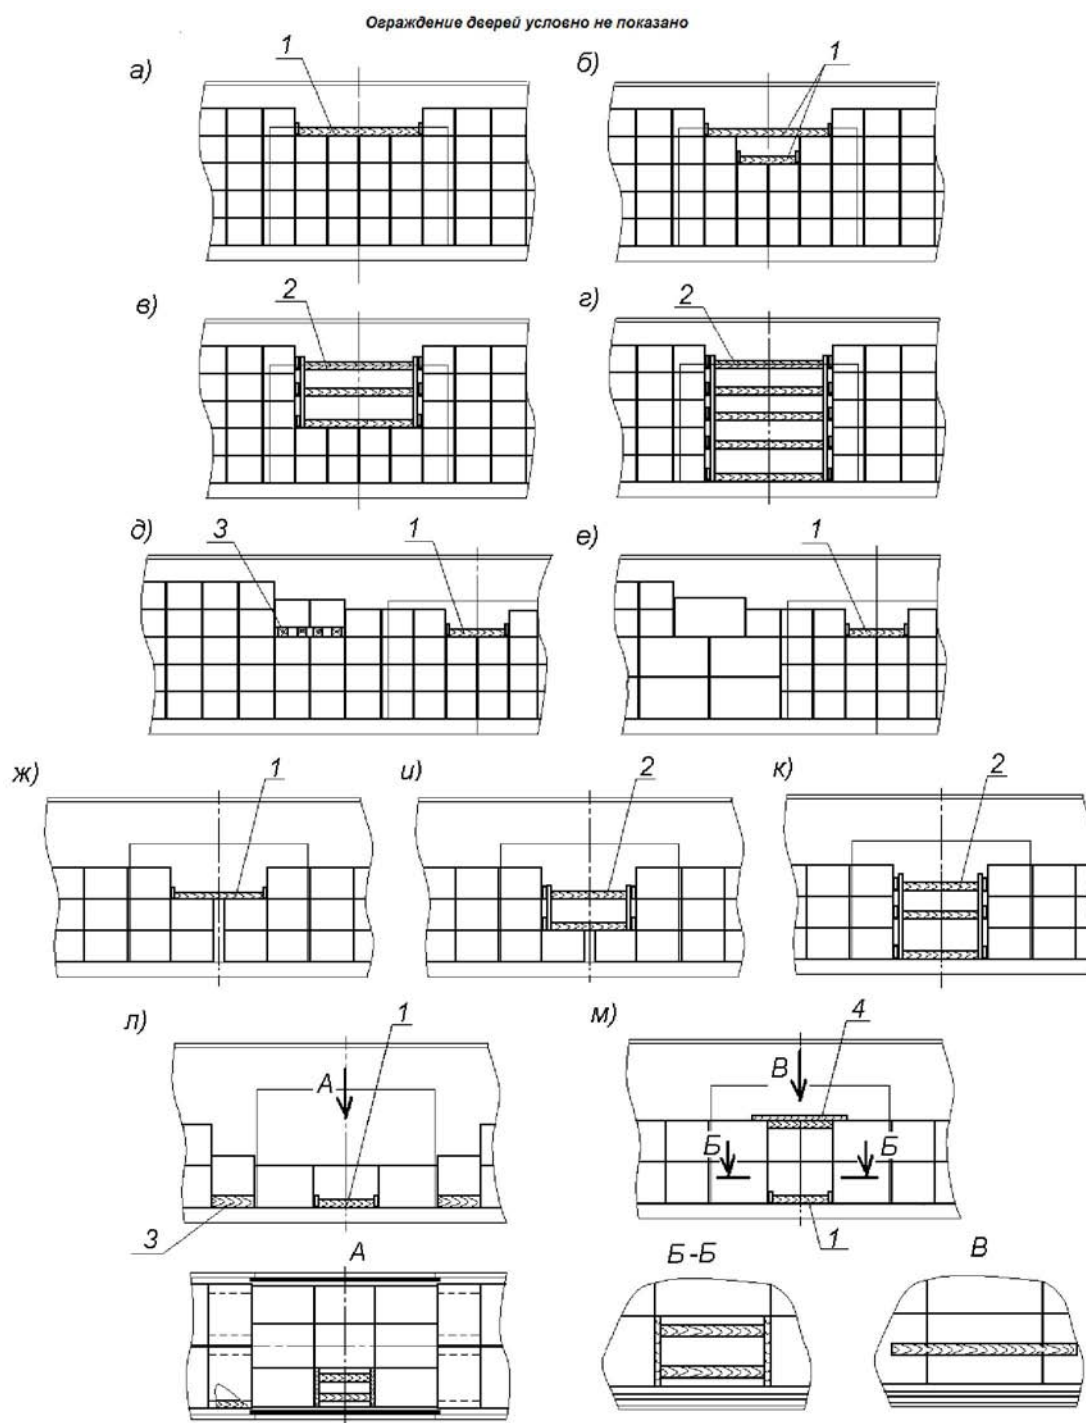 Ограждение дверей условно не показано
а) 1
б) 1
в) 2
г) 2
д) 3 1
е) 1
ж) 1
и) 2
к) 2
л) 1
А
3
А
м) 4
В
Б Б
1
Б-Б В